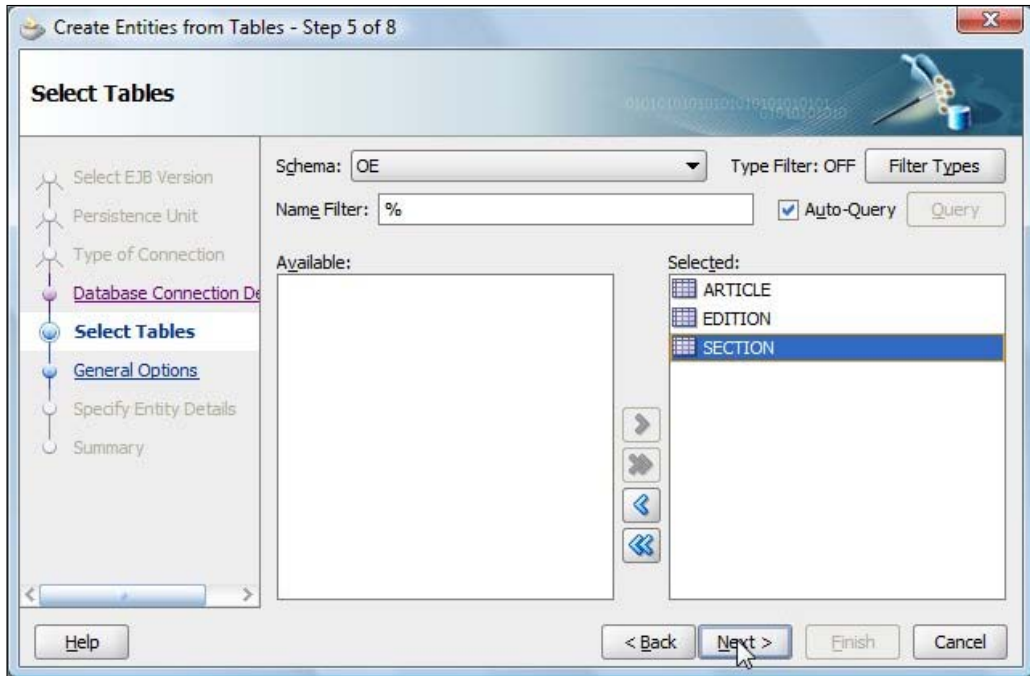 Create Entities from Tables - Step 5 of 8
Select Tables
Select EJB Version
Persistence Unit
Type of Connection
Database Connection De
Select Tables
General Options
Specify Entity Details
Summary
Schema: OE Type Filter: OFF Filter Types
Name Filter: % Auto-Query Query
Available: Selected:
ARTICLE
EDITION
SECTION
Help < Back Next > Finish Cancel